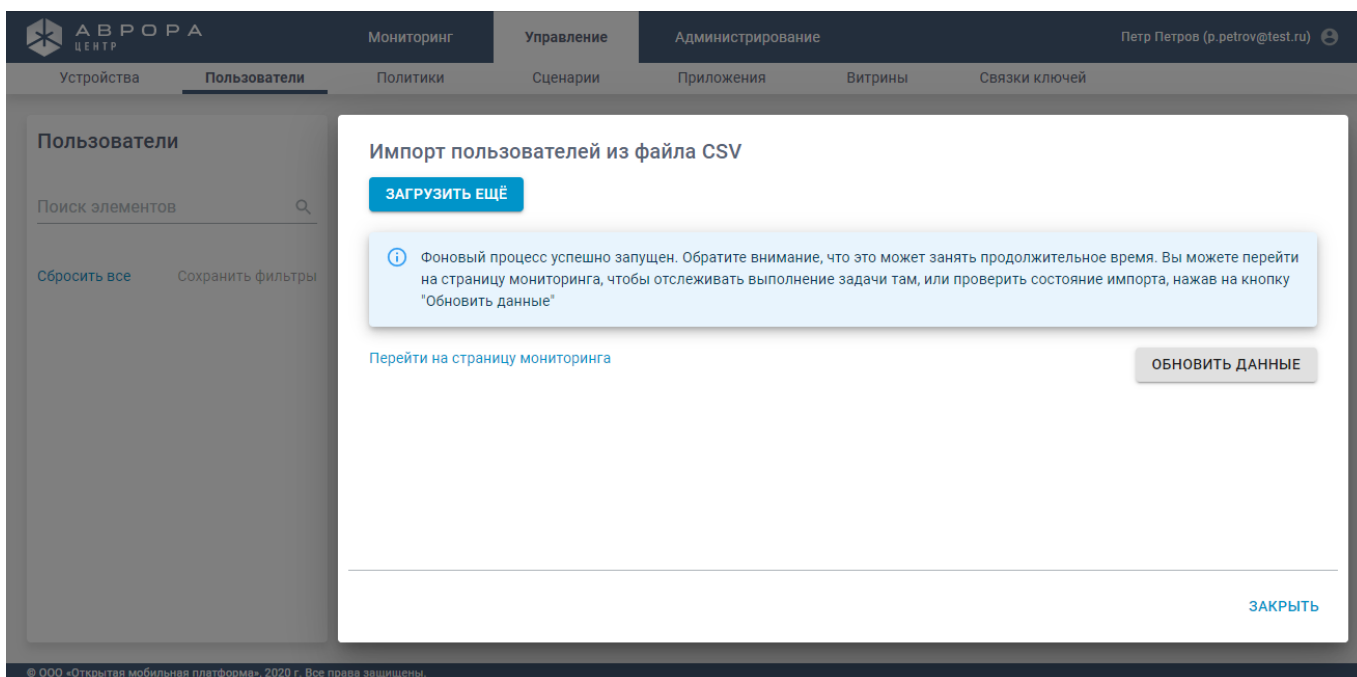 АВРОРА
ЦЕНТР
Мониторинг
Управление
Администрирование
Петр Петров (p.petrov@test.ru)
Устройства
Пользователи
Политики
Сценарии
Приложения
Витрины
Связки ключей
Пользователи
Поиск элементов
Сбросить все
Сохранить фильтры
Импорт пользователей из файла CSV
ЗАГРУЗИТЬ ЕЩЁ
Фоновый процесс успешно запущен. Обратите внимание, что это может занять продолжительное время. Вы можете перейти
на страницу мониторинга, чтобы отслеживать выполнение задачи там, или проверить состояние импорта, нажав на кнопку
"Обновить данные"
Перейти на страницу мониторинга
ОБНОВИТЬ ДАННЫЕ
ЗАКРЫТЬ
© ООО «Открытая мобильная платформа», 2020 г. Все права защищены.